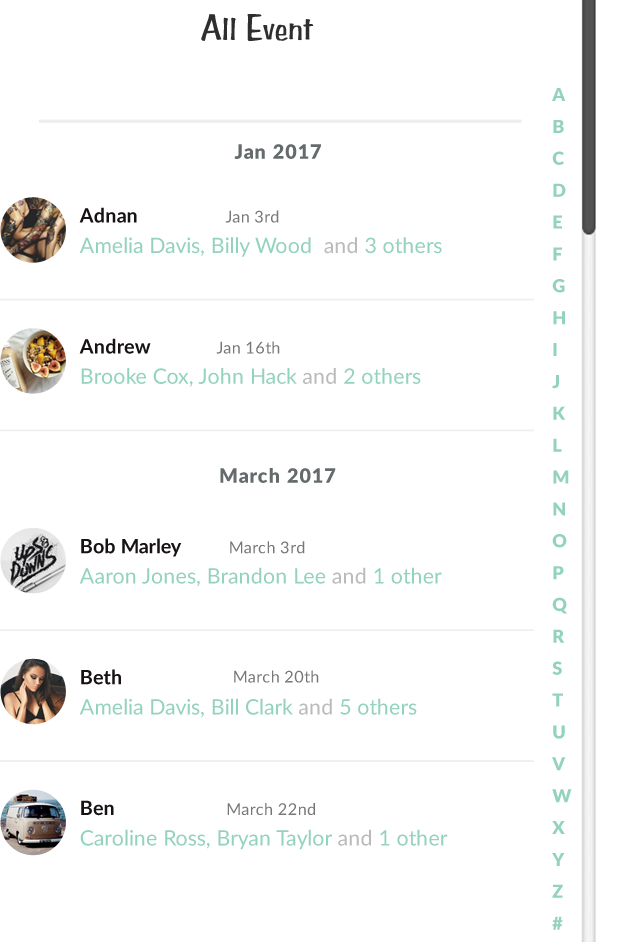 All Event
Jan 2017
Adnan Jan 3rd
Amelia Davis, Billy Wood and 3 others
Andrew Jan 16th
Brooke Cox, John Hack and 2 others
March 2017
Bob Marley March 3rd
UPS & DOWNS
Aaron Jones, Brandon Lee and 1 other
Beth March 20th
Amelia Davis, Bill Clark and 5 others
Ben March 22nd
Caroline Ross, Bryan Taylor and 1 other
A
B
C
D
E
F
G
H
I
J
K
L
M
N
O
P
Q
R
S
T
U
V
W
X
Y
Z
#